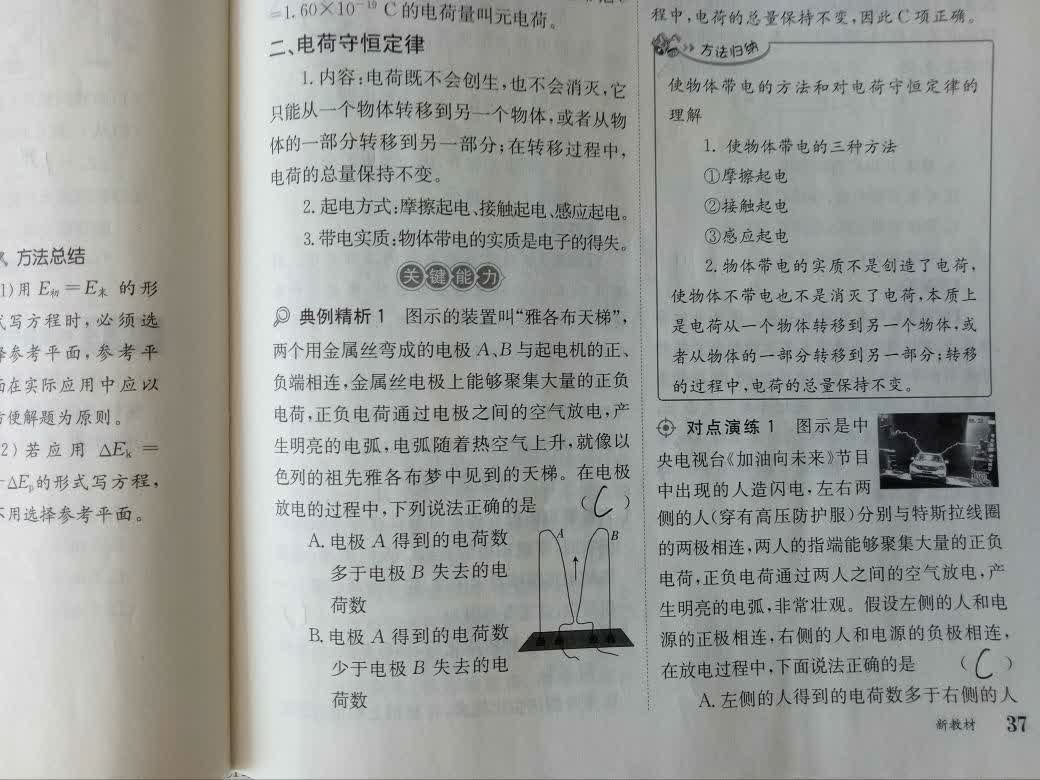 方法总结
1)用 E初＝E末 的形
式写方程时,必须选
择参考平面,参考平
面在实际应用中应以
方便解题为原则。
2)若应用 ΔEk＝
-ΔEp的形式写方程,
不用选择参考平面。
=1.60×10⁻¹⁹ C的电荷量叫元电荷。
二、电荷守恒定律
1.内容:电荷既不会创生,也不会消灭,它
只能从一个物体转移到另一个物体,或者从物
体的一部分转移到另一部分;在转移过程中,
电荷的总量保持不变。
2.起电方式:摩擦起电、接触起电、感应起电。
3.带电实质:物体带电的实质是电子的得失。
关键能力
典例精析1 图示的装置叫“雅各布天梯”,
两个用金属丝弯成的电极A、B与起电机的正、
负端相连,金属丝电极上能够聚集大量的正负
电荷,正负电荷通过电极之间的空气放电,产
生明亮的电弧,电弧随着热空气上升,就像以
色列的祖先雅各布梦中见到的天梯。在电极
放电的过程中,下列说法正确的是 (C)
A.电极A得到的电荷数
多于电极B失去的电
荷数
B.电极A得到的电荷数
少于电极B失去的电
荷数
A
B
程中,电荷的总量保持不变,因此C项正确。
方法归纳
使物体带电的方法和对电荷守恒定律的
理解
1. 使物体带电的三种方法
①摩擦起电
②接触起电
③感应起电
2.物体带电的实质不是创造了电荷,
使物体不带电也不是消灭了电荷,本质上
是电荷从一个物体转移到另一个物体,或
者从物体的一部分转移到另一部分;转移
的过程中,电荷的总量保持不变。
对点演练1 图示是中
央电视台《加油向未来》节目
中出现的人造闪电,左右两
侧的人(穿有高压防护服)分别与特斯拉线圈
的两极相连,两人的指端能够聚集大量的正负
电荷,正负电荷通过两人之间的空气放电,产
生明亮的电弧,非常壮观。假设左侧的人和电
源的正极相连,右侧的人和电源的负极相连,
在放电过程中,下面说法正确的是 (C)
A.左侧的人得到的电荷数多于右侧的人
新教材 37